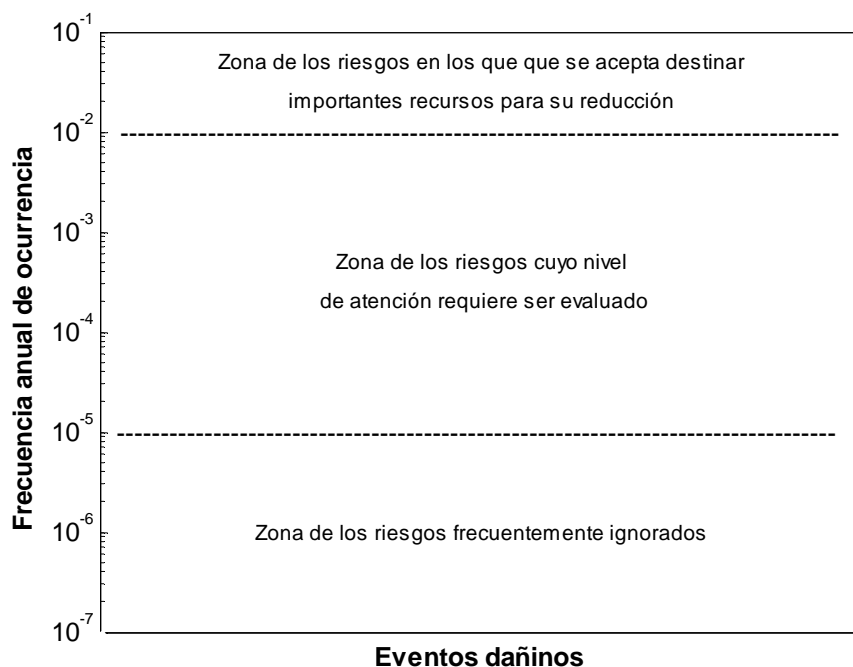 10^-1
Zona de los riesgos en los que que se acepta destinar
importantes recursos para su reducción
10^-2
10^-3
Zona de los riesgos cuyo nivel
de atención requiere ser evaluado
10^-4
10^-5
Zona de los riesgos frecuentemente ignorados
10^-6
10^-7
Frecuencia anual de ocurrencia
Eventos dañinos